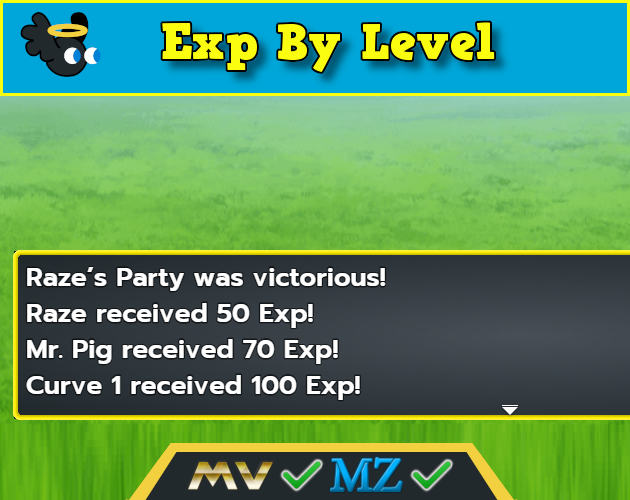 Exp By Level
Raze's Party was victorious!
Raze received 50 Exp!
Mr. Pig received 70 Exp!
Curve 1 received 100 Exp!
MV MZ